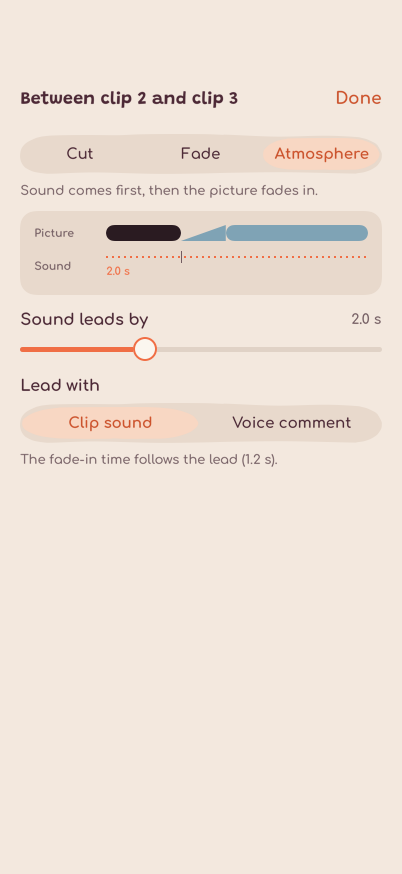 Between clip 2 and clip 3
Done
Cut
Fade
Atmosphere
Sound comes first, then the picture fades in.
Picture
Sound
2.0 s
Sound leads by
2.0 s
Lead with
Clip sound
Voice comment
The fade-in time follows the lead (1.2 s).